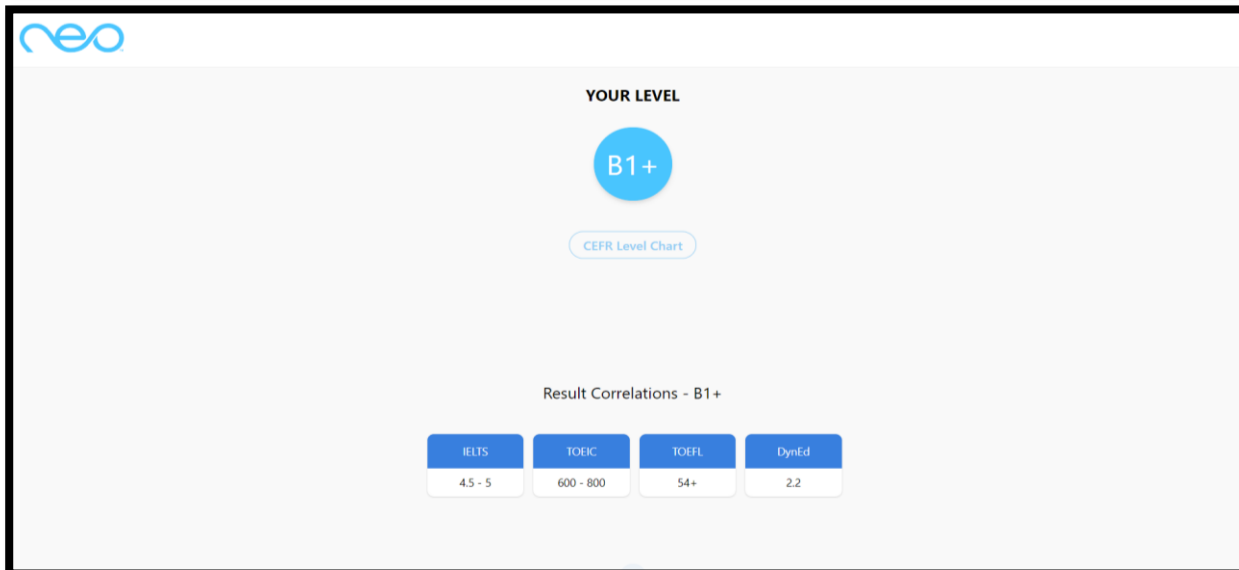 neo
YOUR LEVEL
B1+
CEFR Level Chart
Result Correlations - B1+
IELTS TOEIC TOEFL DynEd
4.5 - 5 600 - 800 54+ 2.2